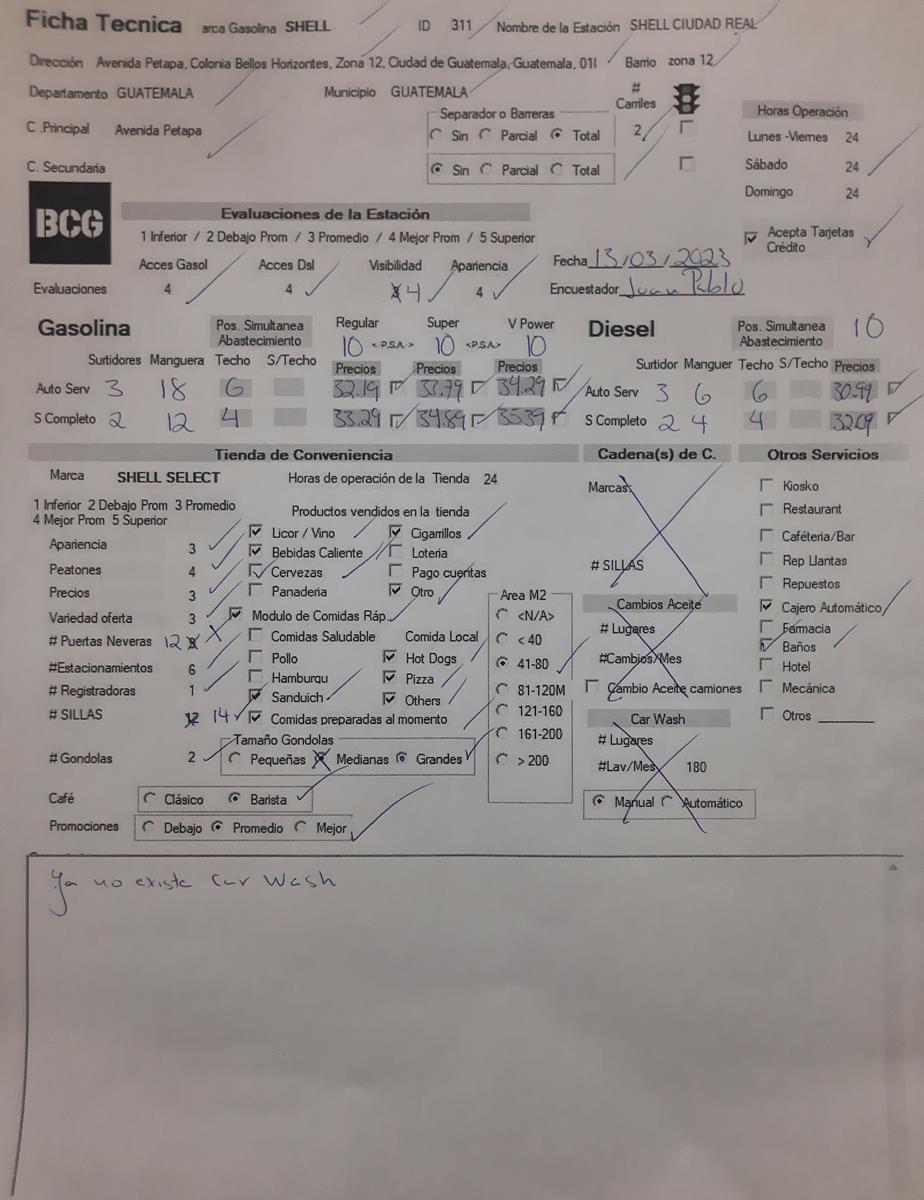 Ficha Tecnica arca Gasolina SHELL ID 311 Nombre de la Estación SHELL CIUDAD REAL
Dirección Avenida Petapa, Colonia Bellos Horizontes, Zona 12, Ciudad de Guatemala, Guatemala, 01( Barrio zona 12
Departamento GUATEMALA Municipio GUATEMALA # Carriles
Separador o Barreras Horas Operación
C .Principal Avenida Petapa Sin Parcial Total 2 Lunes -Viernes 24
C. Secundaria Sin Parcial Total Sábado 24
Domingo 24
BCG
Evaluaciones de la Estación
1 Inferior / 2 Debajo Prom / 3 Promedio / 4 Mejor Prom / 5 Superior
Acepta Tarjetas Crédito
Acces Gasol Acces Dsl Visibilidad Apariencia Fecha 13/03/2023
Evaluaciones 4 4 4 4 Encuestador Juan Pablo
Gasolina Pos. Simultanea Abastecimiento Regular Super V Power Diesel Pos. Simultanea Abastecimiento 10
10 <-P.S.A.-> 10 <-P.S.A.-> 10
Surtidores Manguera Techo S/Techo Precios Precios Precios Surtidor Manguer Techo S/Techo Precios
Auto Serv 3 18 6 32.19 33.79 34.29 Auto Serv 3 6 6 30.99
S Completo 2 12 4 33.29 34.89 35.39 S Completo 2 4 4 32.09
Tienda de Conveniencia Cadena(s) de C. Otros Servicios
Marca SHELL SELECT Horas de operación de la Tienda 24 Marcas: Kiosko
1 Inferior 2 Debajo Prom 3 Promedio
4 Mejor Prom 5 Superior
Productos vendidos en la tienda Restaurant
Apariencia 3 Licor / Vino Cigarrillos Caféteria/Bar
Peatones 4 Bebidas Caliente Loteria # SILLAS Rep Llantas
Precios 3 Cervezas Pago cuentas Repuestos
Panaderia Otro Area M2
Variedad oferta 3 Modulo de Comidas Ráp.. <N/A> Cambios Aceite Cajero Automático
# Puertas Neveras 12 Comidas Saludable Comida Local < 40 # Lugares Farmacia
Baños
#Estacionamientos 6 Pollo Hot Dogs 41-80 #Cambios/Mes Hotel
# Registradoras 1 Hamburqu Pizza 81-120M Cambio Aceite camiones Mecánica
Sanduich Others 121-160
# SILLAS 14 Comidas preparadas al momento Car Wash Otros
Tamaño Gondolas 161-200 # Lugares
# Gondolas 2 Pequeñas Medianas Grandes > 200 #Lav/Mes 180
Café Clásico Barista Manual Automático
Promociones Debajo Promedio Mejor
Ya no existe Car Wash